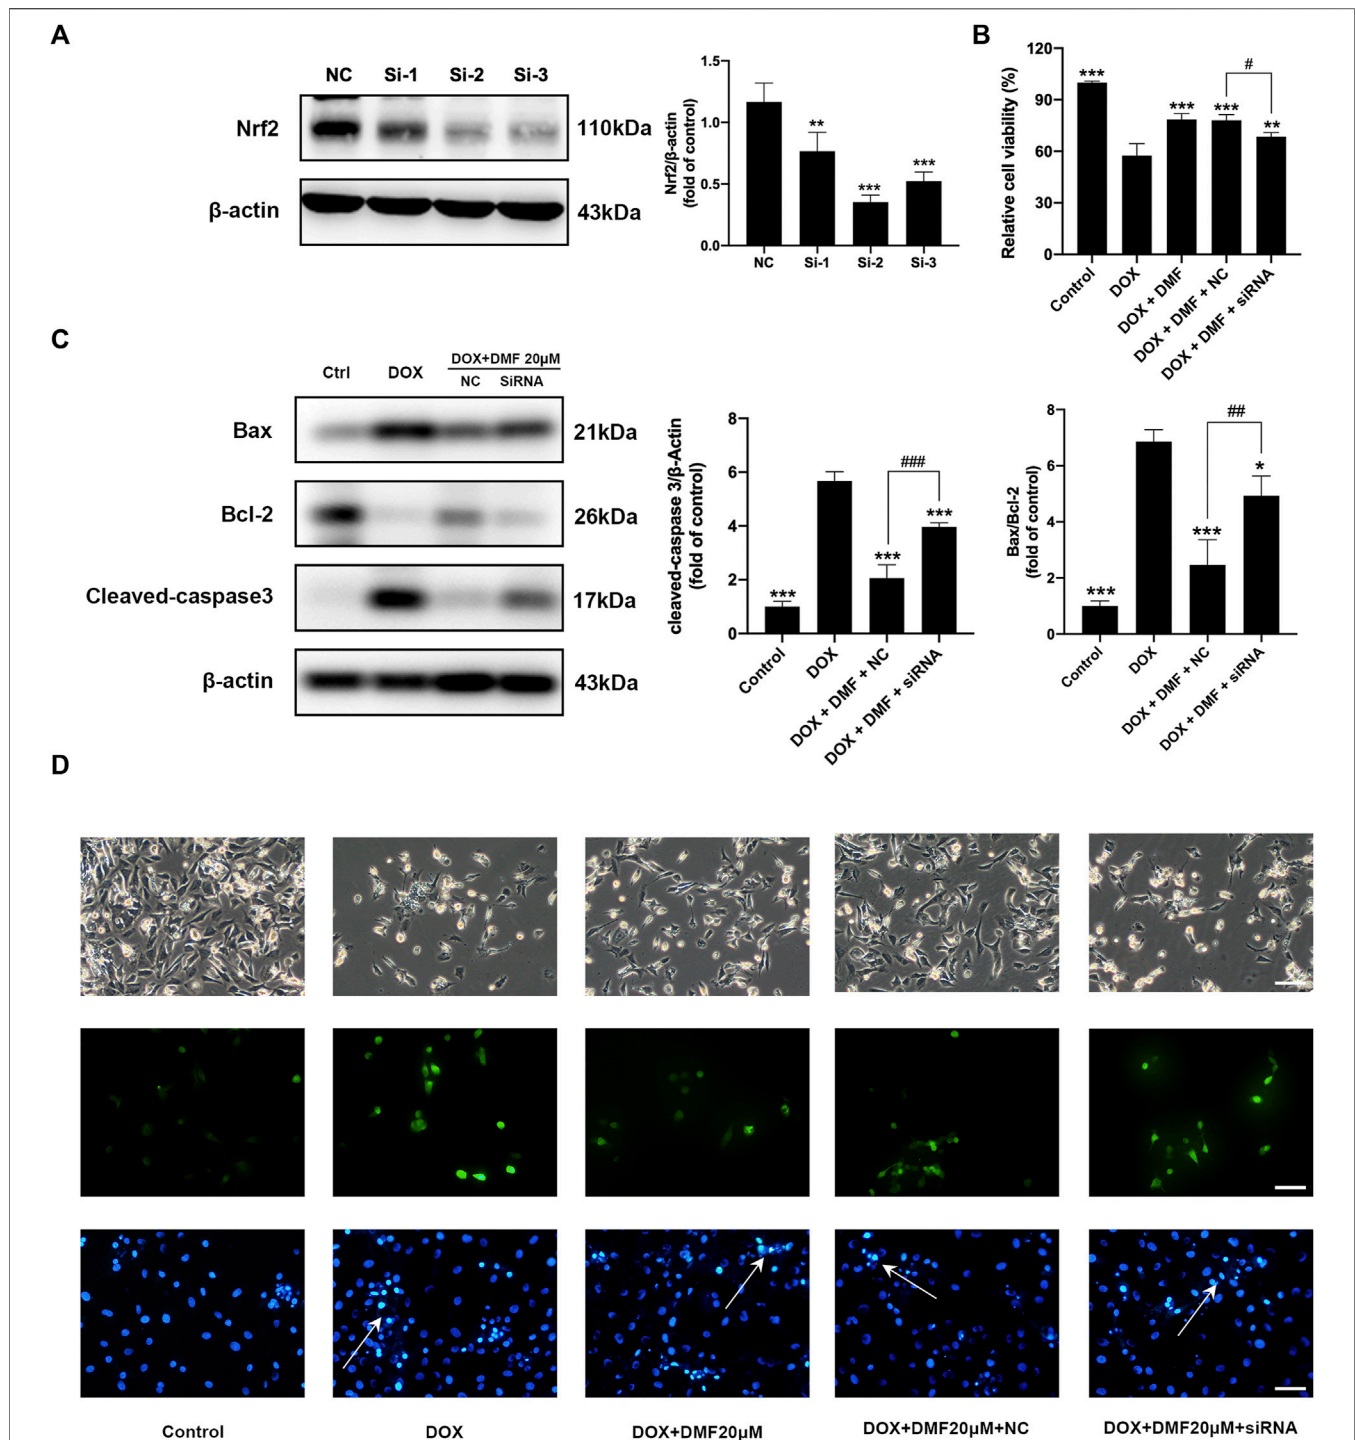 A
NC Si-1 Si-2 Si-3
Nrf2 110kDa
β-actin 43kDa
Nrf2/β-actin
(fold of control)
1.5
1.0
0.5
0.0
**
***
***
NC Si-1 Si-2 Si-3
B
Relative cell viability (%)
120
90
60
30
0
***
***
***
#
**
Control
DOX
DOX + DMF
DOX + DMF + NC
DOX + DMF + siRNA
C
DOX+DMF 20μM
Ctrl DOX NC SiRNA
Bax 21kDa
Bcl-2 26kDa
Cleaved-caspase3 17kDa
β-actin 43kDa
cleaved-caspase 3/β-Actin
(fold of control)
8
6
4
2
0
***
***
###
***
Control
DOX
DOX + DMF + NC
DOX + DMF + siRNA
Bax/Bcl-2
(fold of control)
8
6
4
2
0
***
***
##
*
Control
DOX
DOX + DMF + NC
DOX + DMF + siRNA
D
Control DOX DOX+DMF20μM DOX+DMF20μM+NC DOX+DMF20μM+siRNA